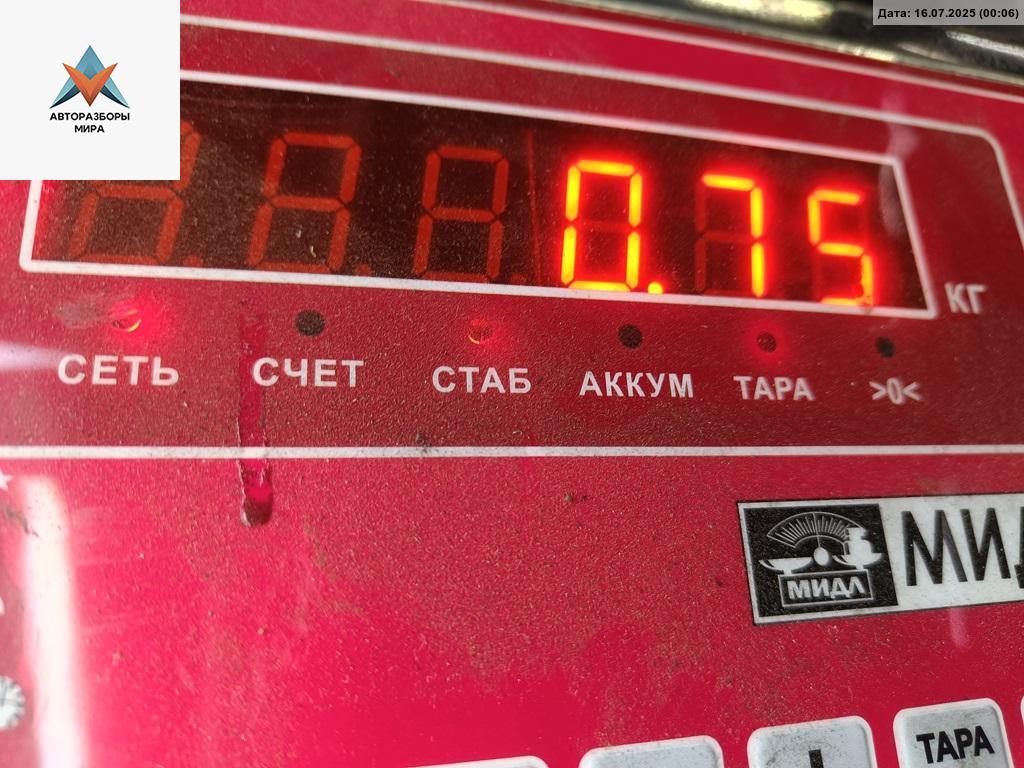 Дата: 16.07.2025 (00:06)
АВТОРАЗБОРЫ
МИРА
0.75
КГ
СЕТЬ
СЧЕТ
СТАБ
АККУМ
ТАРА
>0<
МИДЛ
ТАРА